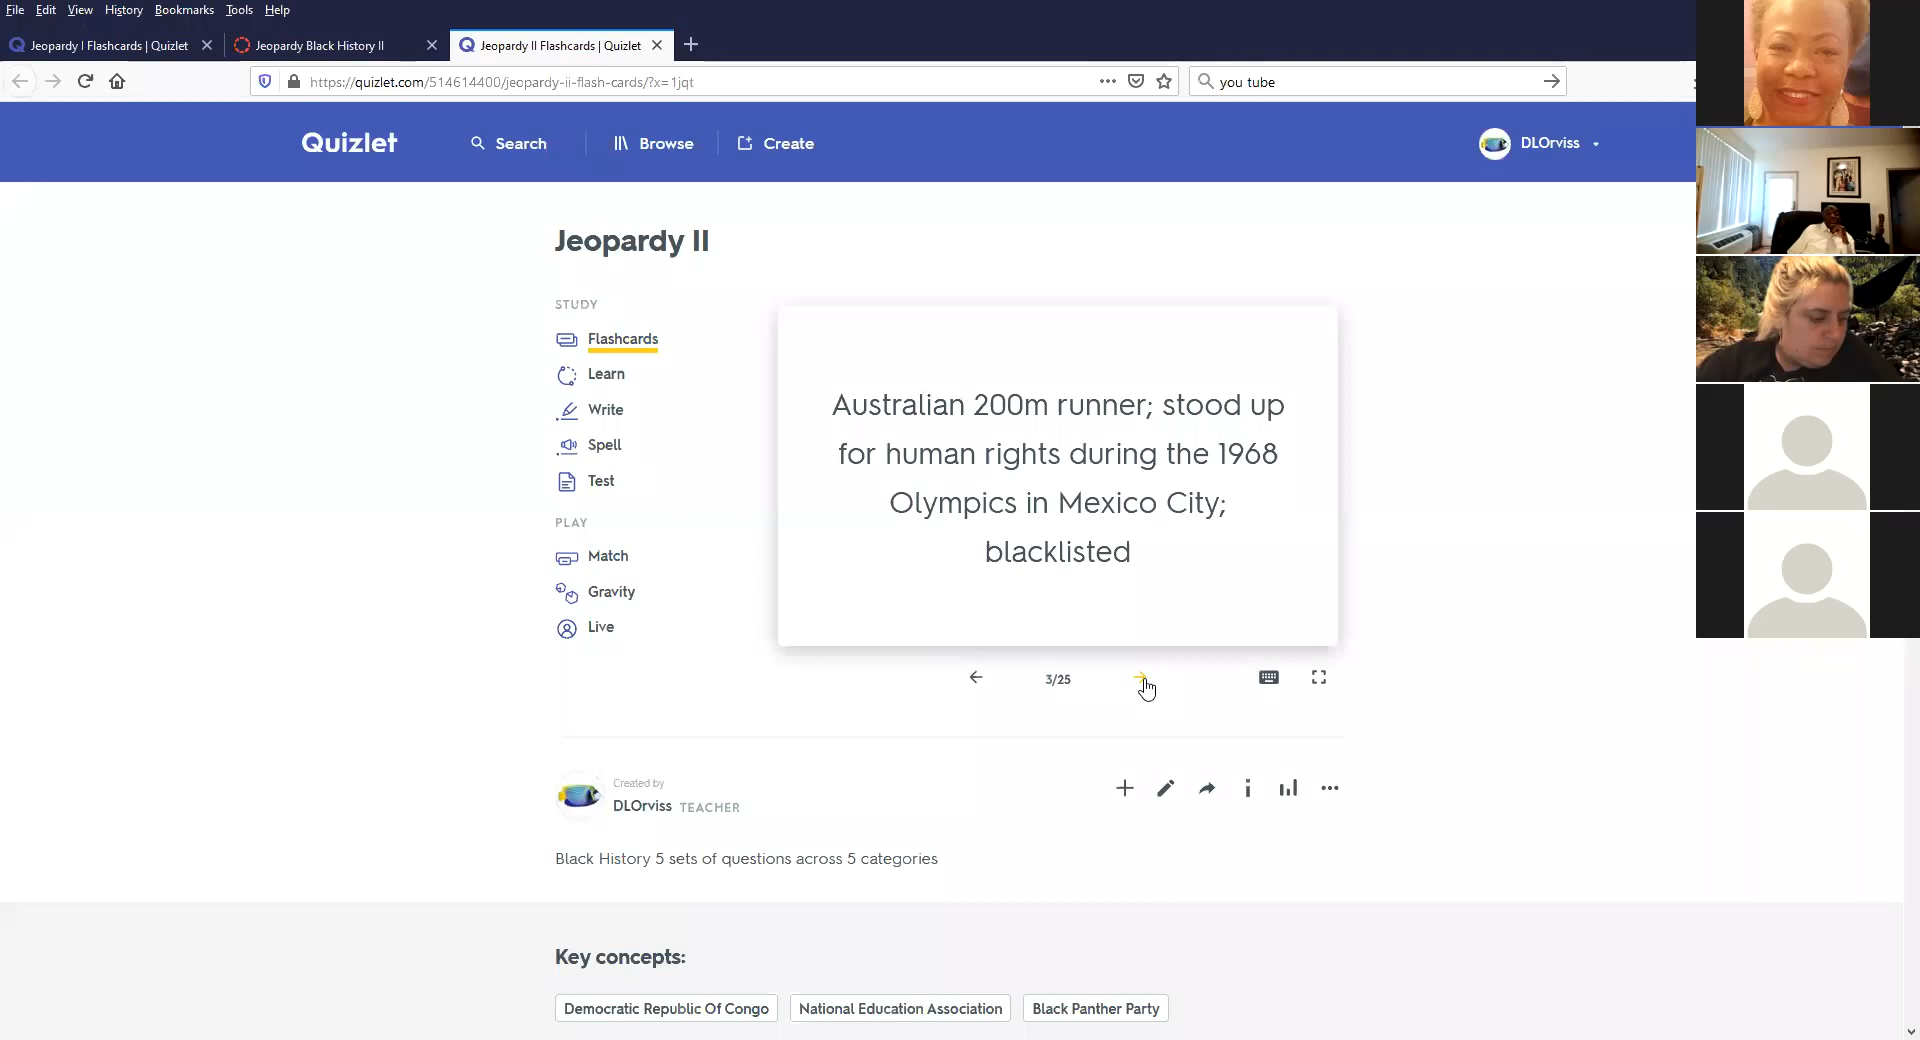 File Edit View History Bookmarks Tools Help
Jeopardy I Flashcards | Quizlet
Jeopardy Black History II
Jeopardy II Flashcards | Quizlet
https://quizlet.com/514614400/jeopardy-ii-flash-cards/?x=1jqt
you tube
Quizlet
Search
Browse
Create
DLOrviss
Jeopardy II
STUDY
Flashcards
Learn
Write
Spell
Test
PLAY
Match
Gravity
Live
Australian 200m runner; stood up
for human rights during the 1968
Olympics in Mexico City;
blacklisted
3/25
Created by
DLOrviss TEACHER
Black History 5 sets of questions across 5 categories
Key concepts:
Democratic Republic Of Congo
National Education Association
Black Panther Party